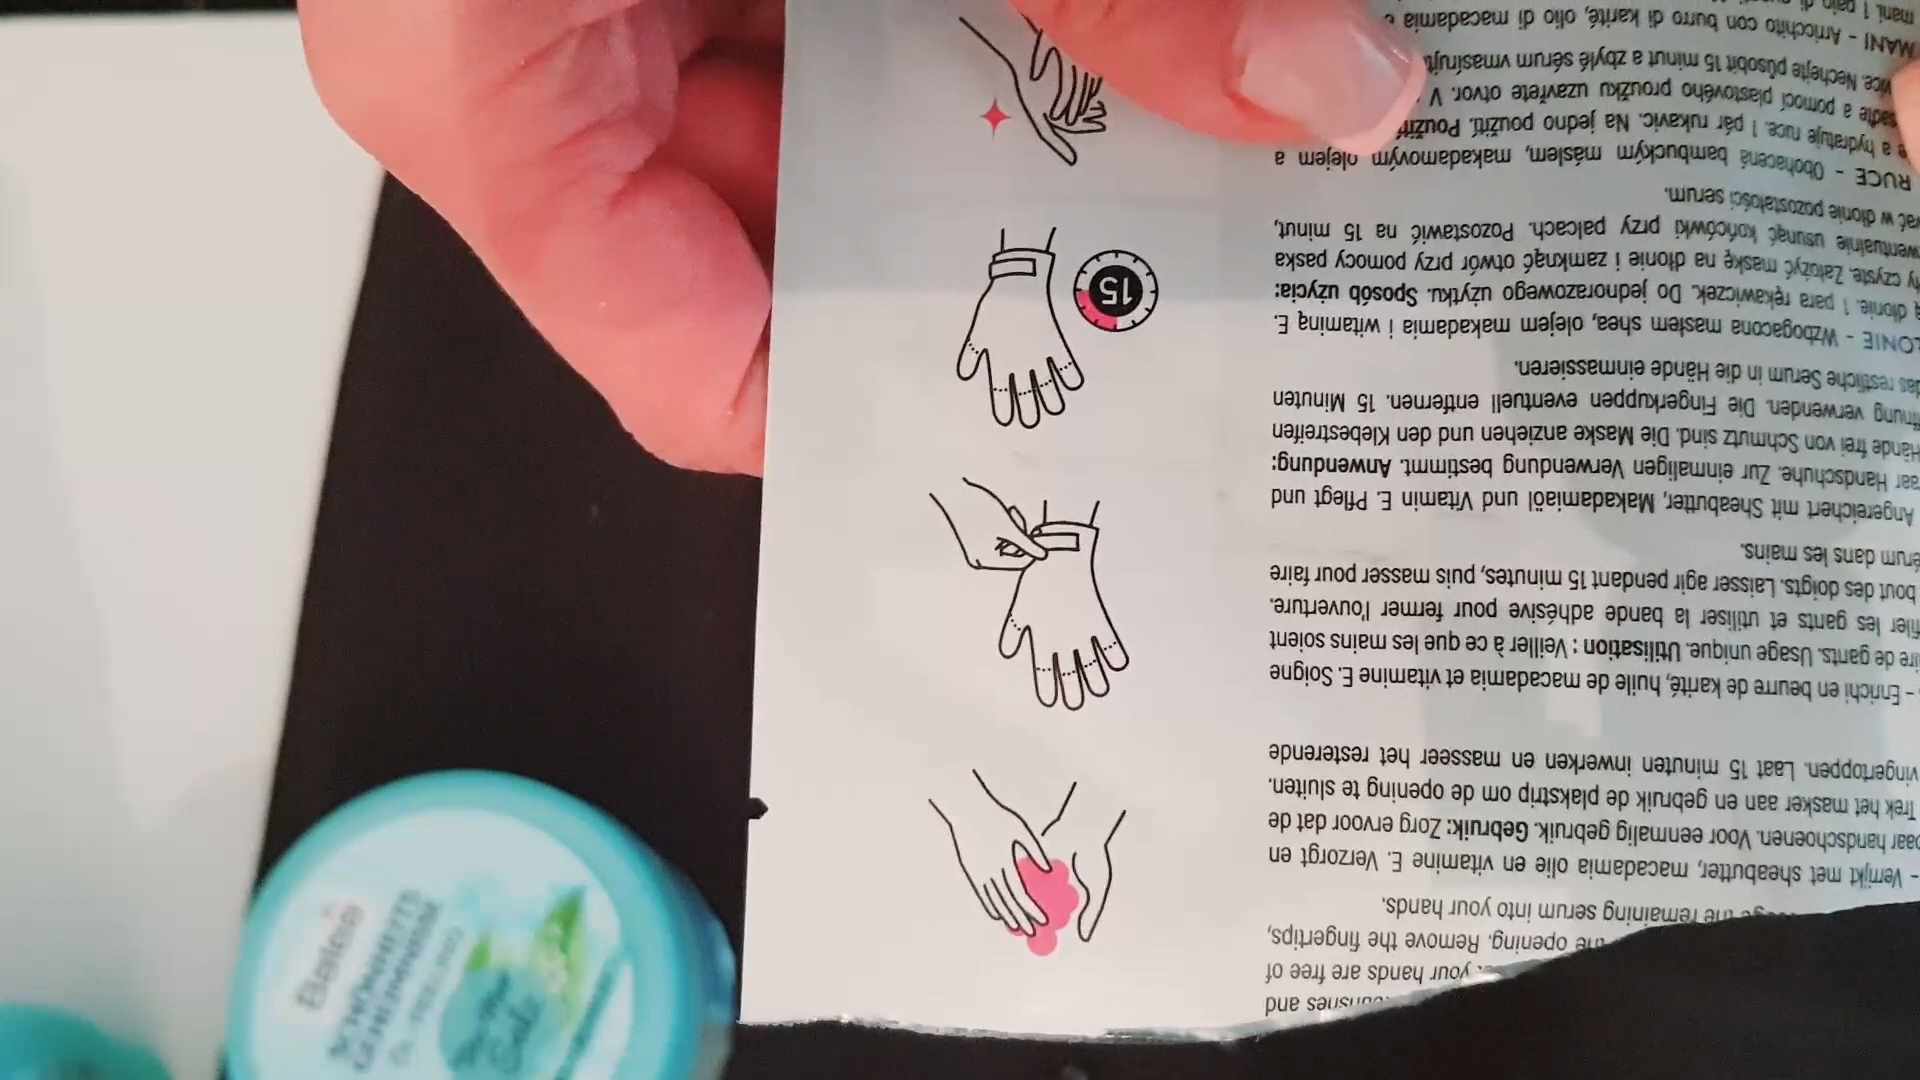 nourishes and
your hands are free of
the opening. Remove the fingertips,
the remaining serum into your hands.
- Verrijkt met sheabutter, macadamia olie en vitamine E. Verzorgt en
handschoenen. Voor eenmalig gebruik. Gebruik: Zorg ervoor dat de
Trek het masker aan en gebruik de plakstrip om de opening te sluiten.
vingertoppen. Laat 15 minuten inwerken en masseer het resterende
- Enrichi en beurre de karité, huile de macadamia et vitamine E. Soigne
de gants. Usage unique. Utilisation : Veiller à ce que les mains soient
les gants et utiliser la bande adhésive pour fermer l'ouverture.
bout des doigts. Laisser agir pendant 15 minutes, puis masser pour faire
dans les mains.
Angereichert mit Sheabutter, Makadamiaöl und Vitamin E. Pflegt und
Handschuhe. Zur einmaligen Verwendung bestimmt. Anwendung:
Hände frei von Schmutz sind. Die Maske anziehen und den Klebestreifen
verwenden. Die Fingerkuppen eventuell entfernen. 15 Minuten
das restliche Serum in die Hände einmassieren.
ŁONIE - Wzbogacona masłem shea, olejem makadamia i witaminą E.
dłonie. 1 para rękawiczek. Do jednorazowego użytku. Sposób użycia:
czyste. Założyć maskę na dłonie i zamknąć otwór przy pomocy paska
ewentualnie usunąć końcówki przy palcach. Pozostawić na 15 minut,
w dłonie pozostałości serum.
RUCE - Obohacená bambuckým máslem, makadamovým olejem a
a hydratuje ruce. 1 pár rukavic. Na jedno použití. Použití:
a pomocí plastového proužku uzavřete otvor. V
Nechejte působit 15 minut a zbylé sérum vmasírujte
MANI - Arricchito con burro di karité, olio di macadamia e
mani. 1 paio di
15
Balea
SCHÖNHEITS
GEHEIMNISSE